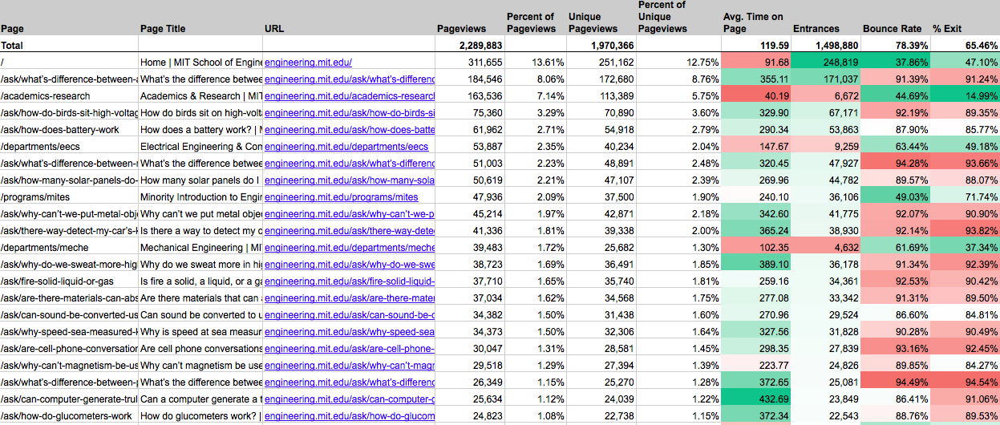 Page Page Title URL Pageviews Percent of Pageviews Unique Pageviews Percent of Unique Pageviews Avg. Time on Page Entrances Bounce Rate % Exit
Total 2,289,883 1,970,366 119.59 1,498,880 78.39% 65.46%
/ Home | MIT School of Engine engineering.mit.edu/ 311,655 13.61% 251,162 12.75% 91.68 248,819 37.86% 47.10%
/ask/what's-difference-between- What's the difference betwee engineering.mit.edu/ask/what's-differenc 184,546 8.06% 172,680 8.76% 355.11 171,037 91.39% 91.24%
/academics-research Academics & Research | MIT engineering.mit.edu/academics-research 163,536 7.14% 113,389 5.75% 40.19 6,672 44.69% 14.99%
/ask/how-do-birds-sit-high-voltag How do birds sit on high-volta engineering.mit.edu/ask/how-do-birds-si 75,360 3.29% 70,890 3.60% 329.90 67,171 92.19% 89.35%
/ask/how-does-battery-work How does a battery work? | M engineering.mit.edu/ask/how-does-batte 61,962 2.71% 54,918 2.79% 290.34 53,863 87.90% 85.77%
/departments/eecs Electrical Engineering & Con engineering.mit.edu/departments/eecs 53,887 2.35% 40,234 2.04% 147.67 9,259 63.44% 49.18%
/ask/what's-difference-between- What's the difference betwee engineering.mit.edu/ask/what's-differenc 51,003 2.23% 48,891 2.48% 320.45 47,927 94.28% 93.66%
/ask/how-many-solar-panels-do- How many solar panels do I engineering.mit.edu/ask/how-many-sola 50,619 2.21% 47,107 2.39% 269.96 44,782 89.57% 88.07%
/programs/mites Minority Introduction to Engin engineering.mit.edu/programs/mites 47,936 2.09% 37,500 1.90% 240.10 36,106 49.03% 71.74%
/ask/why-can't-we-put-metal-obj Why can't we put metal objec engineering.mit.edu/ask/why-can't-we-p 45,214 1.97% 42,871 2.18% 342.60 41,775 92.07% 90.90%
/ask/there-way-detect-my-car's-k Is there a way to detect my c engineering.mit.edu/ask/there-way-dete 41,336 1.81% 39,338 2.00% 365.24 38,930 92.14% 93.82%
/departments/meche Mechanical Engineering | MI engineering.mit.edu/departments/meche 39,483 1.72% 25,682 1.30% 102.35 4,632 61.69% 37.34%
/ask/why-do-we-sweat-more-hig Why do we sweat more in hig engineering.mit.edu/ask/why-do-we-swe 38,723 1.69% 36,491 1.85% 389.10 36,178 91.34% 92.39%
/ask/fire-solid-liquid-or-gas Is fire a solid, a liquid, or a ga engineering.mit.edu/ask/fire-solid-liquid- 37,710 1.65% 35,740 1.81% 259.16 34,361 92.53% 90.42%
/ask/are-there-materials-can-abs Are there materials that can engineering.mit.edu/ask/are-there-mater 37,034 1.62% 34,568 1.75% 277.08 33,342 91.31% 89.50%
/ask/can-sound-be-converted-us Can sound be converted to u engineering.mit.edu/ask/can-sound-be-c 34,382 1.50% 31,438 1.60% 270.96 29,524 86.60% 84.81%
/ask/why-speed-sea-measured-k Why is speed at sea measur engineering.mit.edu/ask/why-speed-sea 34,373 1.50% 32,306 1.64% 327.56 31,828 90.28% 90.49%
/ask/are-cell-phone-conversation Are cell phone conversations engineering.mit.edu/ask/are-cell-phone- 30,047 1.31% 28,581 1.45% 298.35 27,839 93.16% 92.45%
/ask/why-can't-magnetism-be-us Why can't magnetism be use engineering.mit.edu/ask/why-can't-magn 29,518 1.29% 27,394 1.39% 223.77 24,826 89.85% 84.27%
/ask/what's-difference-between-p What's the difference betwee engineering.mit.edu/ask/what's-differenc 26,349 1.15% 25,270 1.28% 372.65 25,081 94.49% 94.54%
/ask/can-computer-generate-trul Can a computer generate a t engineering.mit.edu/ask/can-computer-g 25,634 1.12% 24,039 1.22% 432.69 23,849 86.41% 91.06%
/ask/how-do-glucometers-work How do glucometers work? | engineering.mit.edu/ask/how-do-glucom 24,823 1.08% 22,738 1.15% 372.34 22,543 88.76% 89.53%